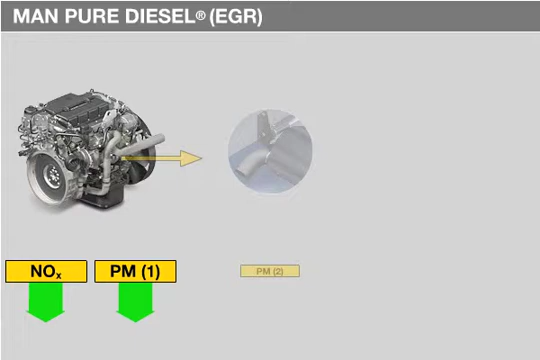 MAN PURE DIESEL® (EGR)
NOₓ PM (1) PM (2)